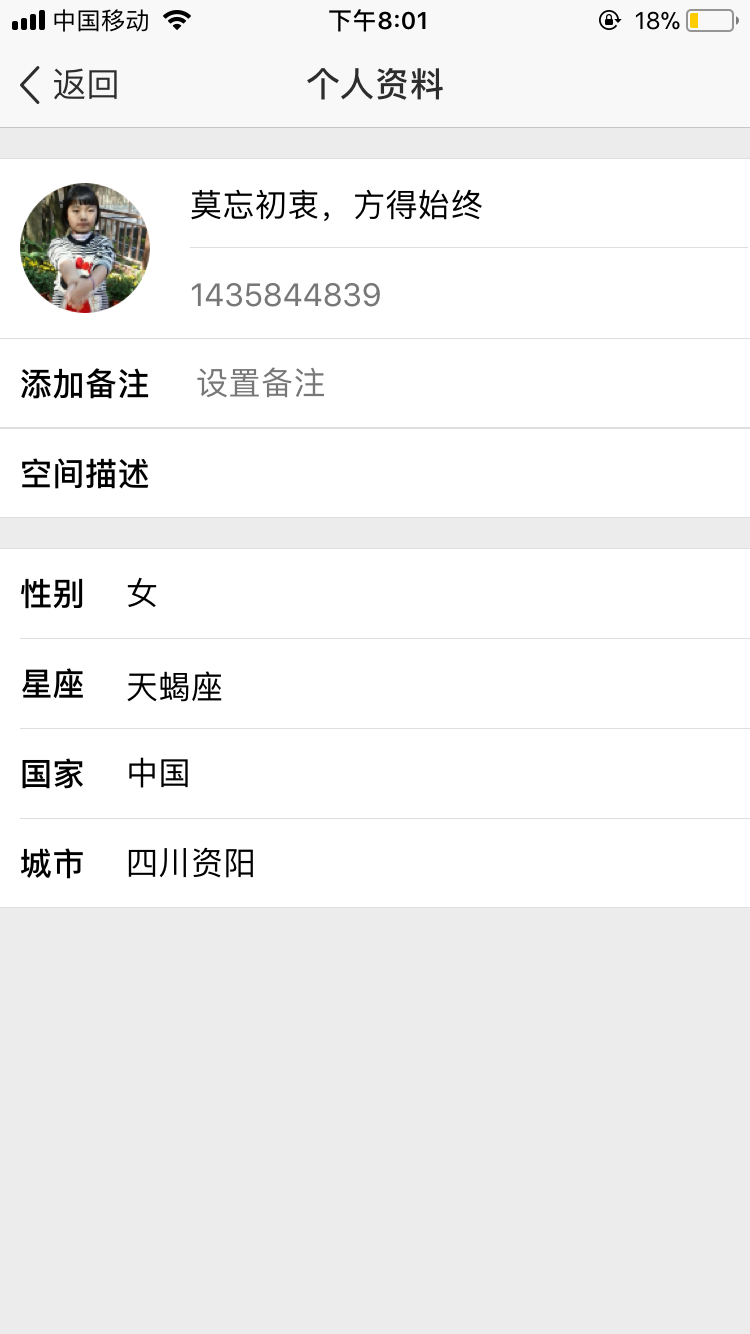 中国移动 下午8:01 18%
返回 个人资料
莫忘初衷，方得始终
1435844839
添加备注 设置备注
空间描述
性别 女
星座 天蝎座
国家 中国
城市 四川资阳